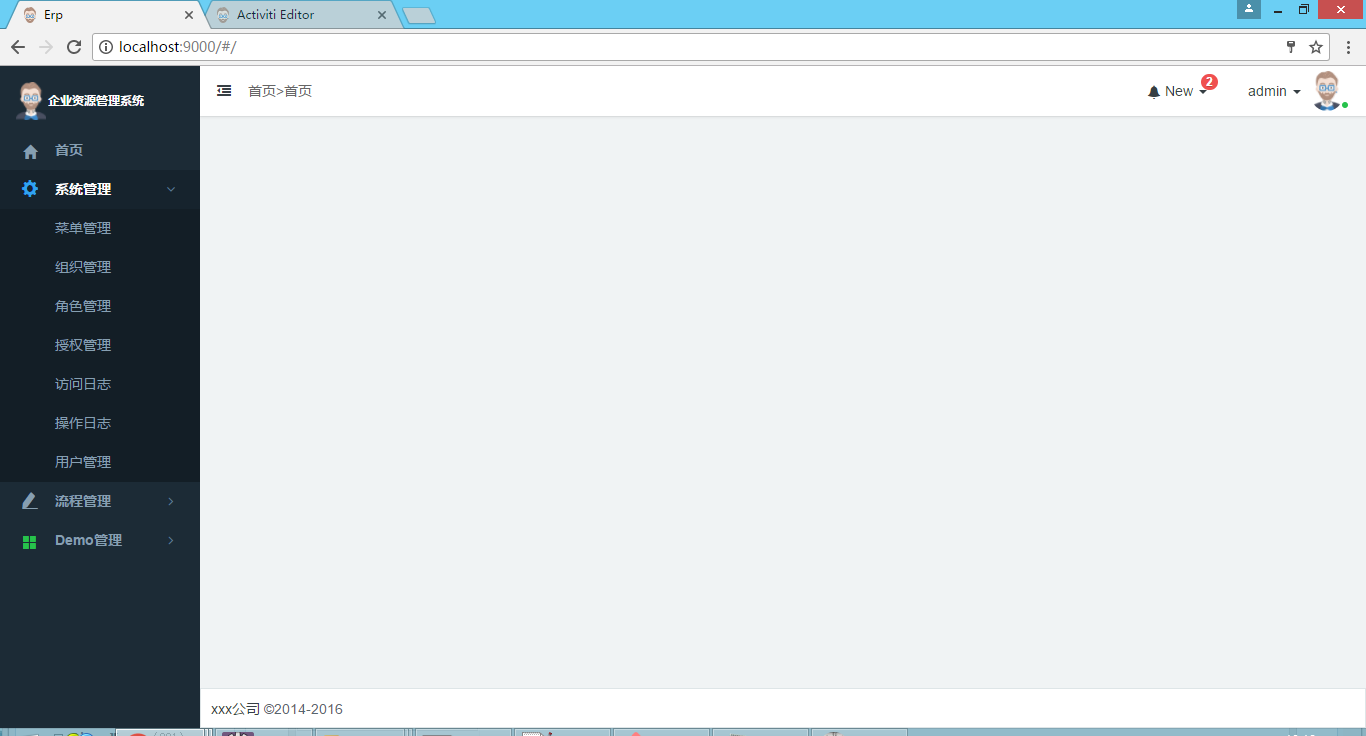 Erp
Activiti Editor
localhost:9000/#/
企业资源管理系统
首页>首页
New
2
admin
首页
系统管理
菜单管理
组织管理
角色管理
授权管理
访问日志
操作日志
用户管理
流程管理
Demo管理
xxx公司 ©2014-2016